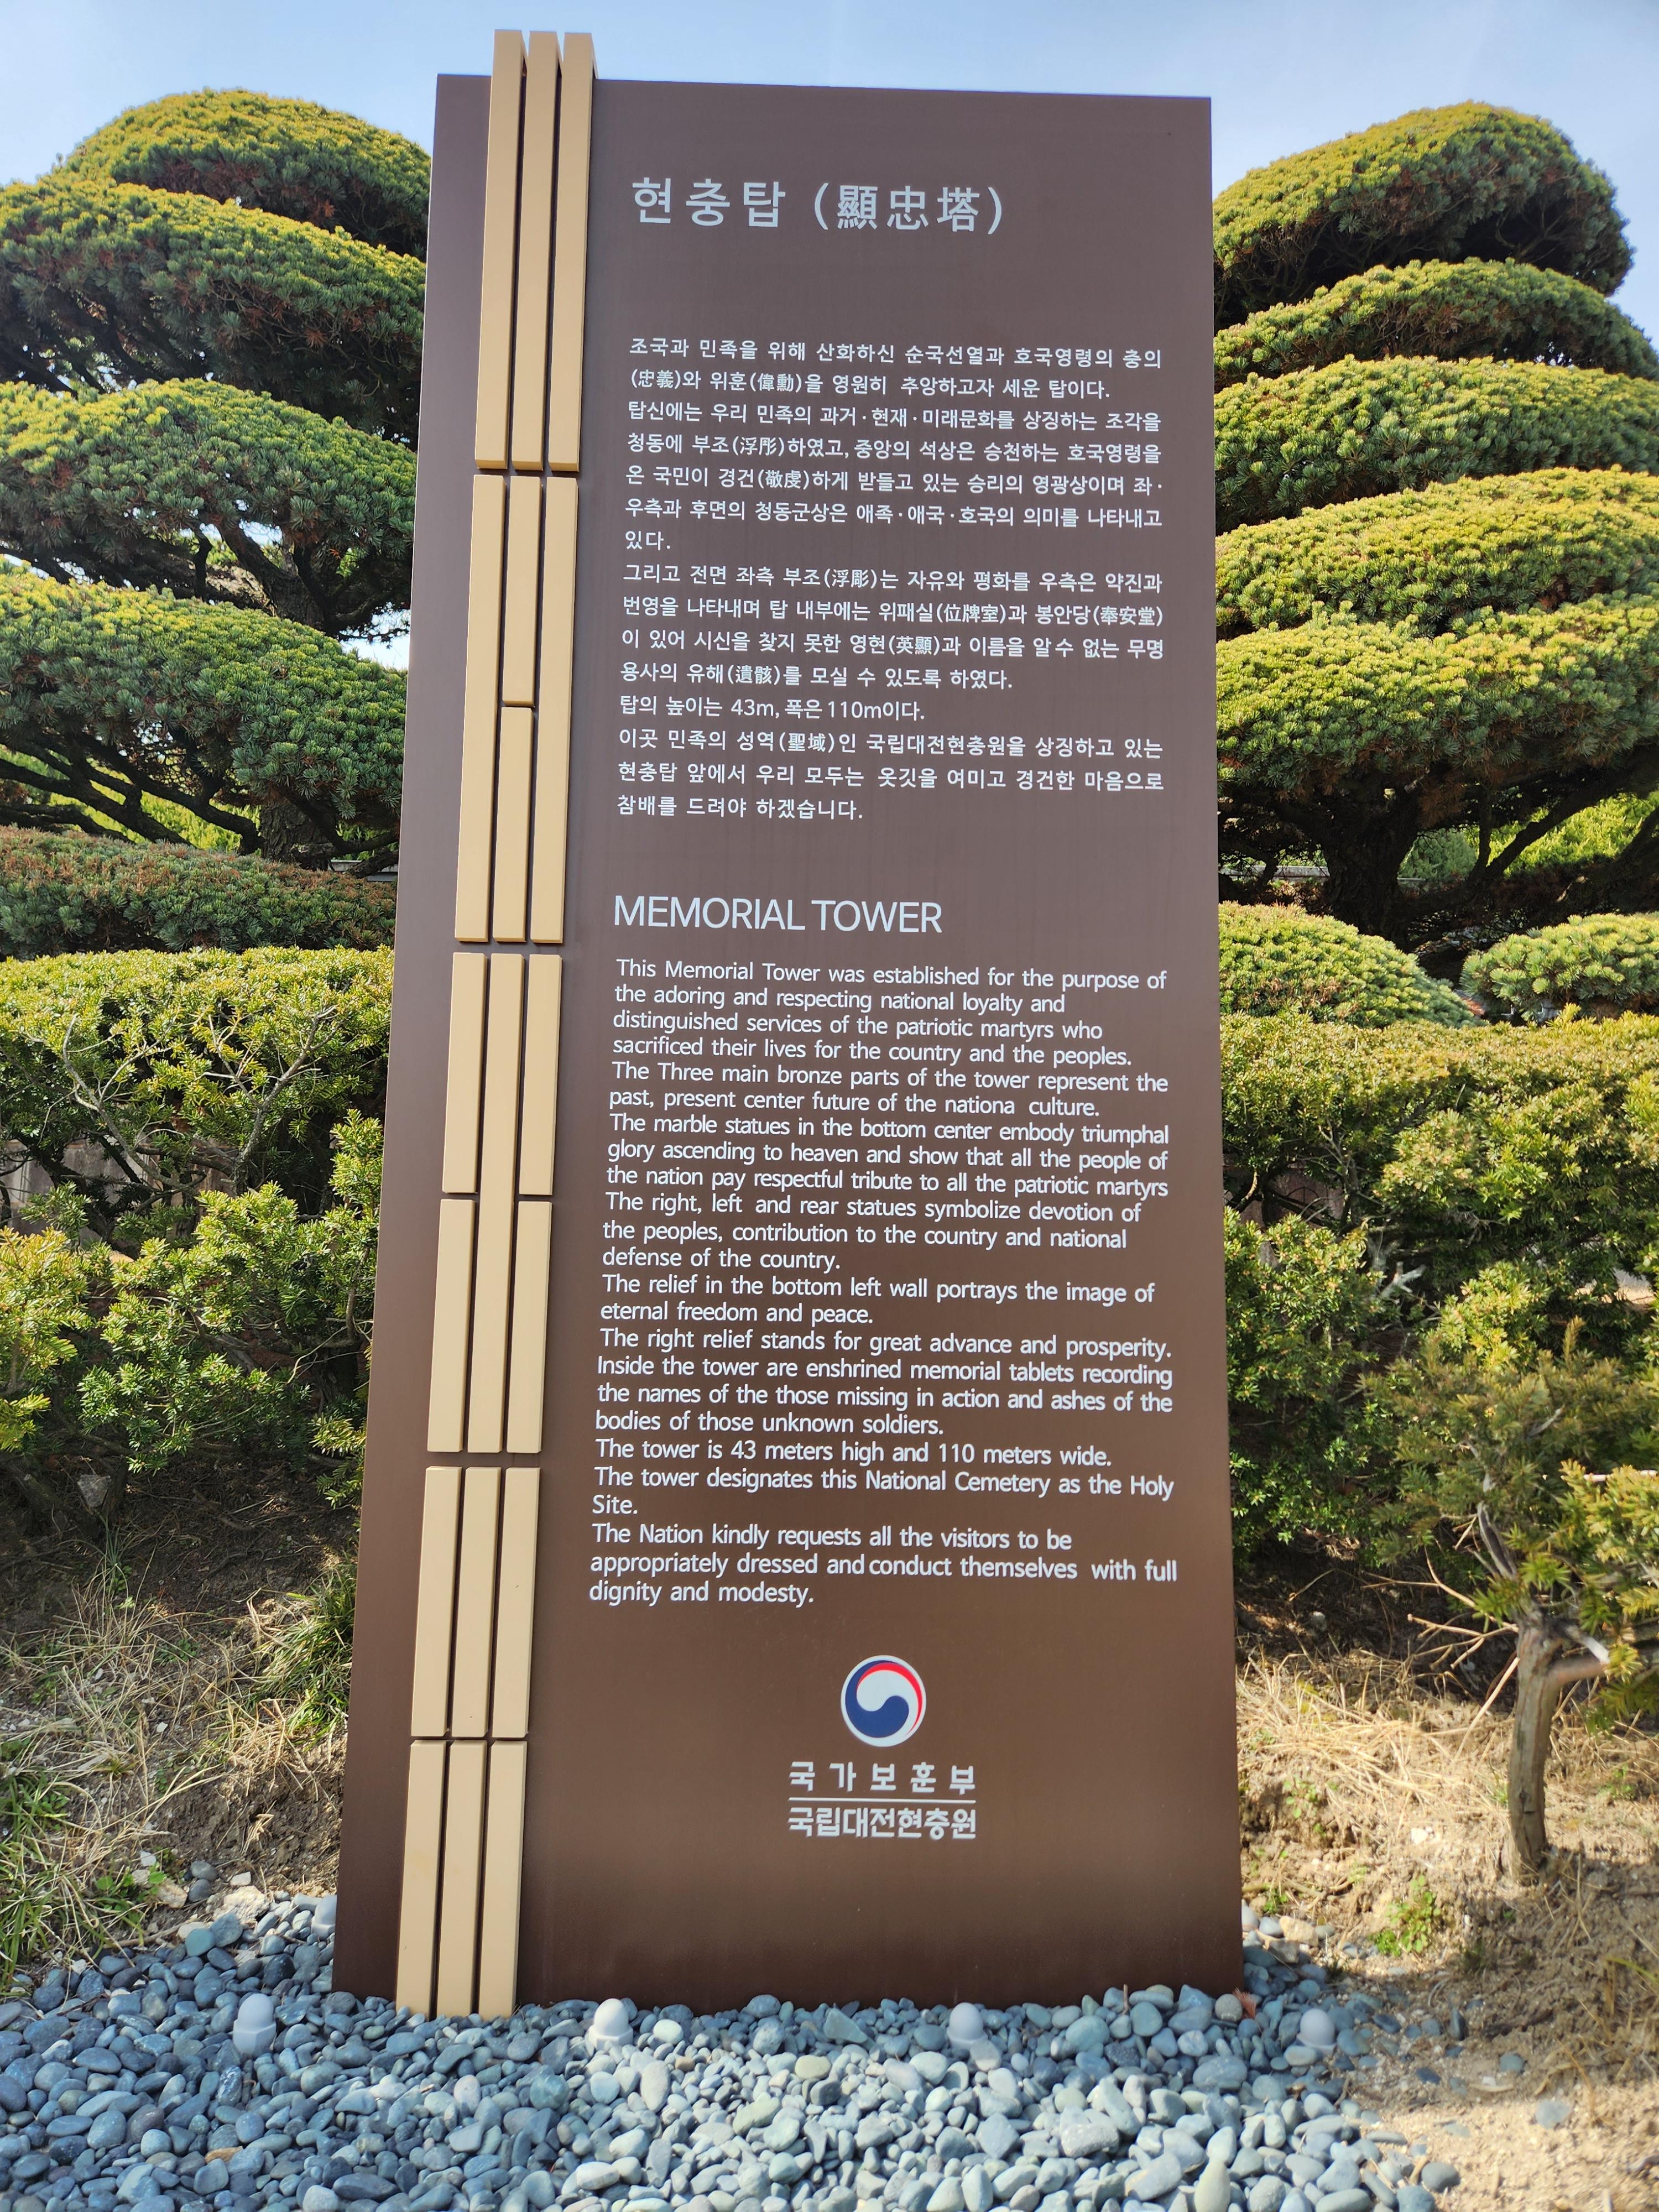 현충탑 (顯忠塔)
조국과 민족을 위해 산화하신 순국선열과 호국영령의 충의
(忠義)와 위훈(偉勳)을 영원히 추앙하고자 세운 탑이다.
탑신에는 우리 민족의 과거·현재·미래문화를 상징하는 조각을
청동에 부조(浮彫)하였고, 중앙의 석상은 승천하는 호국영령을
온 국민이 경건(敬虔)하게 받들고 있는 승리의 영광상이며 좌·
우측과 후면의 청동군상은 애족·애국·호국의 의미를 나타내고
있다.
그리고 전면 좌측 부조(浮彫)는 자유와 평화를 우측은 약진과
번영을 나타내며 탑 내부에는 위패실(位牌室)과 봉안당(奉安堂)
이 있어 시신을 찾지 못한 영현(英顯)과 이름을 알 수 없는 무명
용사의 유해(遺骸)를 모실 수 있도록 하였다.
탑의 높이는 43m, 폭은 110m이다.
이곳 민족의 성역(聖域)인 국립대전현충원을 상징하고 있는
현충탑 앞에서 우리 모두는 옷깃을 여미고 경건한 마음으로
참배를 드려야 하겠습니다.
MEMORIAL TOWER
This Memorial Tower was established for the purpose of
the adoring and respecting national loyalty and
distinguished services of the patriotic martyrs who
sacrificed their lives for the country and the peoples.
The Three main bronze parts of the tower represent the
past, present center future of the nationa culture.
The marble statues in the bottom center embody triumphal
glory ascending to heaven and show that all the people of
the nation pay respectful tribute to all the patriotic martyrs
The right, left and rear statues symbolize devotion of
the peoples, contribution to the country and national
defense of the country.
The relief in the bottom left wall portrays the image of
eternal freedom and peace.
The right relief stands for great advance and prosperity.
Inside the tower are enshrined memorial tablets recording
the names of the those missing in action and ashes of the
bodies of those unknown soldiers.
The tower is 43 meters high and 110 meters wide.
The tower designates this National Cemetery as the Holy
Site.
The Nation kindly requests all the visitors to be
appropriately dressed and conduct themselves with full
dignity and modesty.
국가보훈부
국립대전현충원